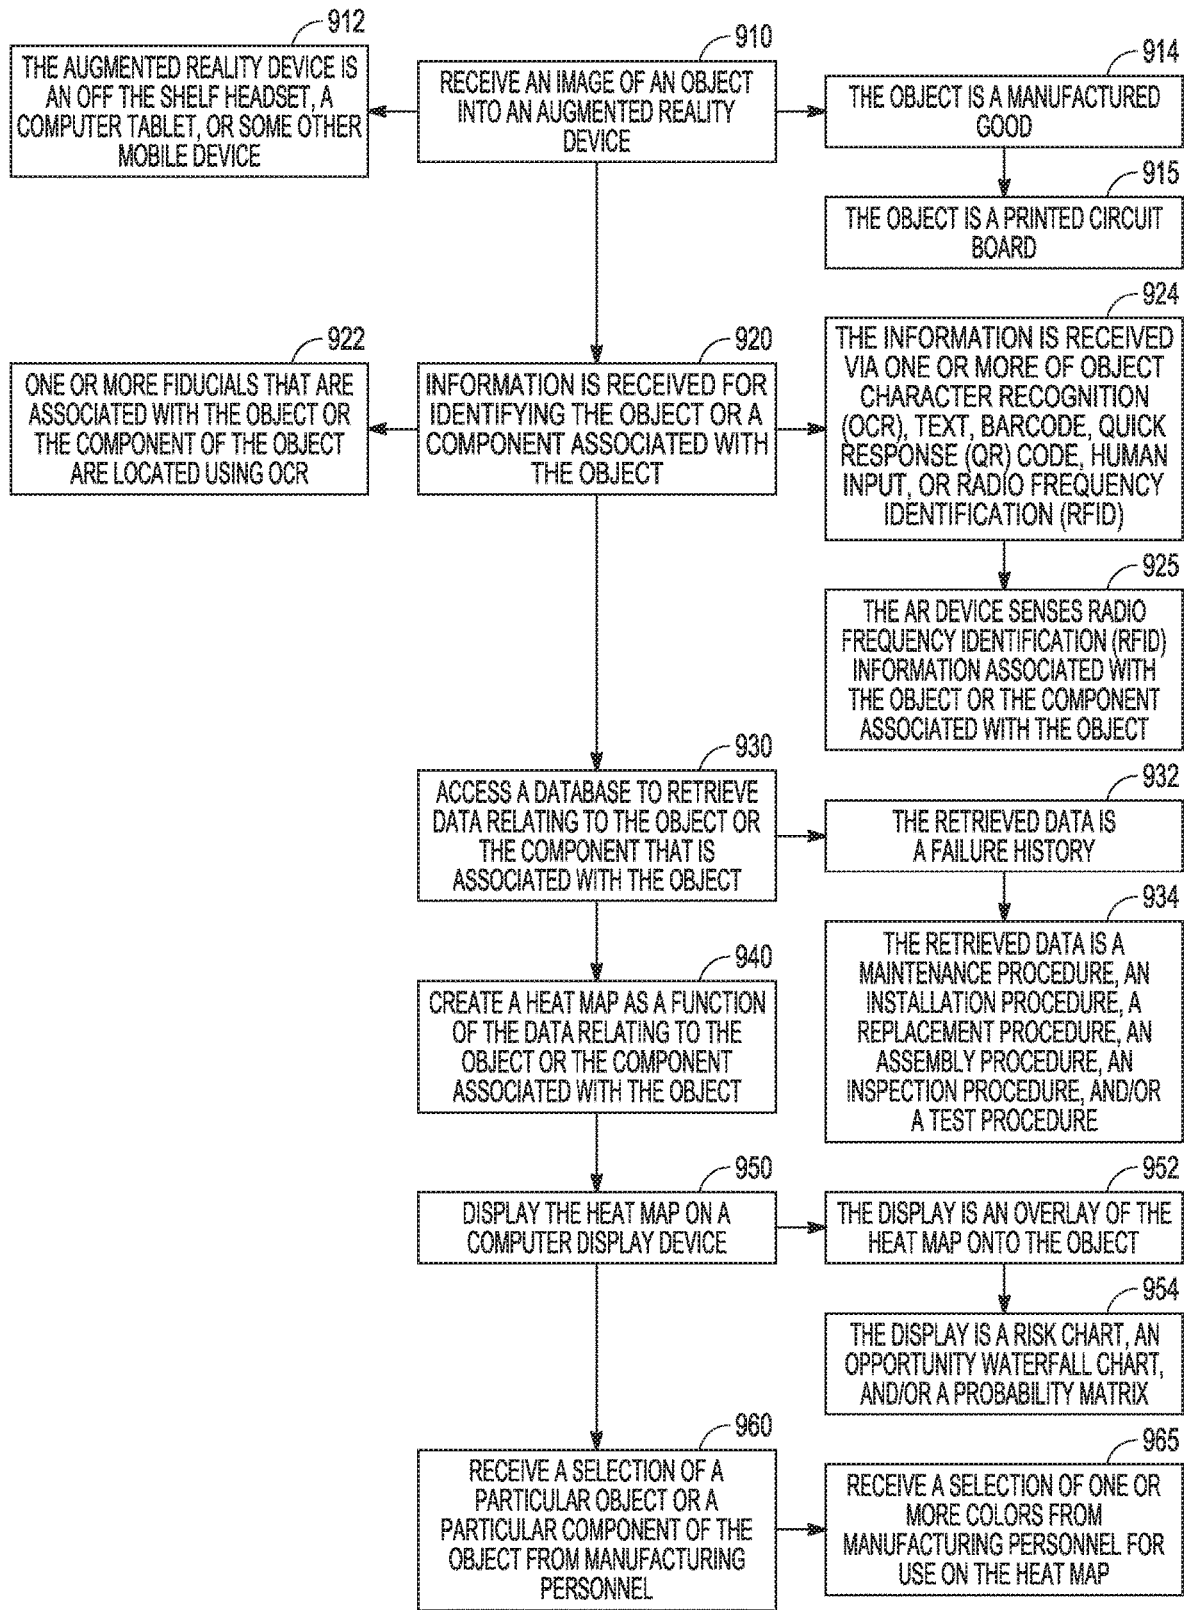 912
THE AUGMENTED REALITY DEVICE IS
AN OFF THE SHELF HEADSET, A
COMPUTER TABLET, OR SOME OTHER
MOBILE DEVICE
910
RECEIVE AN IMAGE OF AN OBJECT
INTO AN AUGMENTED REALITY
DEVICE
914
THE OBJECT IS A MANUFACTURED
GOOD
915
THE OBJECT IS A PRINTED CIRCUIT
BOARD
922
ONE OR MORE FIDUCIALS THAT ARE
ASSOCIATED WITH THE OBJECT OR
THE COMPONENT OF THE OBJECT
ARE LOCATED USING OCR
920
INFORMATION IS RECEIVED FOR
IDENTIFYING THE OBJECT OR A
COMPONENT ASSOCIATED WITH
THE OBJECT
924
THE INFORMATION IS RECEIVED
VIA ONE OR MORE OF OBJECT
CHARACTER RECOGNITION
(OCR), TEXT, BARCODE, QUICK
RESPONSE (QR) CODE, HUMAN
INPUT, OR RADIO FREQUENCY
IDENTIFICATION (RFID)
925
THE AR DEVICE SENSES RADIO
FREQUENCY IDENTIFICATION (RFID)
INFORMATION ASSOCIATED WITH
THE OBJECT OR THE COMPONENT
ASSOCIATED WITH THE OBJECT
930
ACCESS A DATABASE TO RETRIEVE
DATA RELATING TO THE OBJECT OR
THE COMPONENT THAT IS
ASSOCIATED WITH THE OBJECT
932
THE RETRIEVED DATA IS
A FAILURE HISTORY
934
THE RETRIEVED DATA IS A
MAINTENANCE PROCEDURE, AN
INSTALLATION PROCEDURE, A
REPLACEMENT PROCEDURE, AN
ASSEMBLY PROCEDURE, AN
INSPECTION PROCEDURE, AND/OR
A TEST PROCEDURE
940
CREATE A HEAT MAP AS A FUNCTION
OF THE DATA RELATING TO THE
OBJECT OR THE COMPONENT
ASSOCIATED WITH THE OBJECT
950
DISPLAY THE HEAT MAP ON A
COMPUTER DISPLAY DEVICE
952
THE DISPLAY IS AN OVERLAY OF THE
HEAT MAP ONTO THE OBJECT
954
THE DISPLAY IS A RISK CHART, AN
OPPORTUNITY WATERFALL CHART,
AND/OR A PROBABILITY MATRIX
960
RECEIVE A SELECTION OF A
PARTICULAR OBJECT OR A
PARTICULAR COMPONENT OF THE
OBJECT FROM MANUFACTURING
PERSONNEL
965
RECEIVE A SELECTION OF ONE OR
MORE COLORS FROM
MANUFACTURING PERSONNEL FOR
USE ON THE HEAT MAP